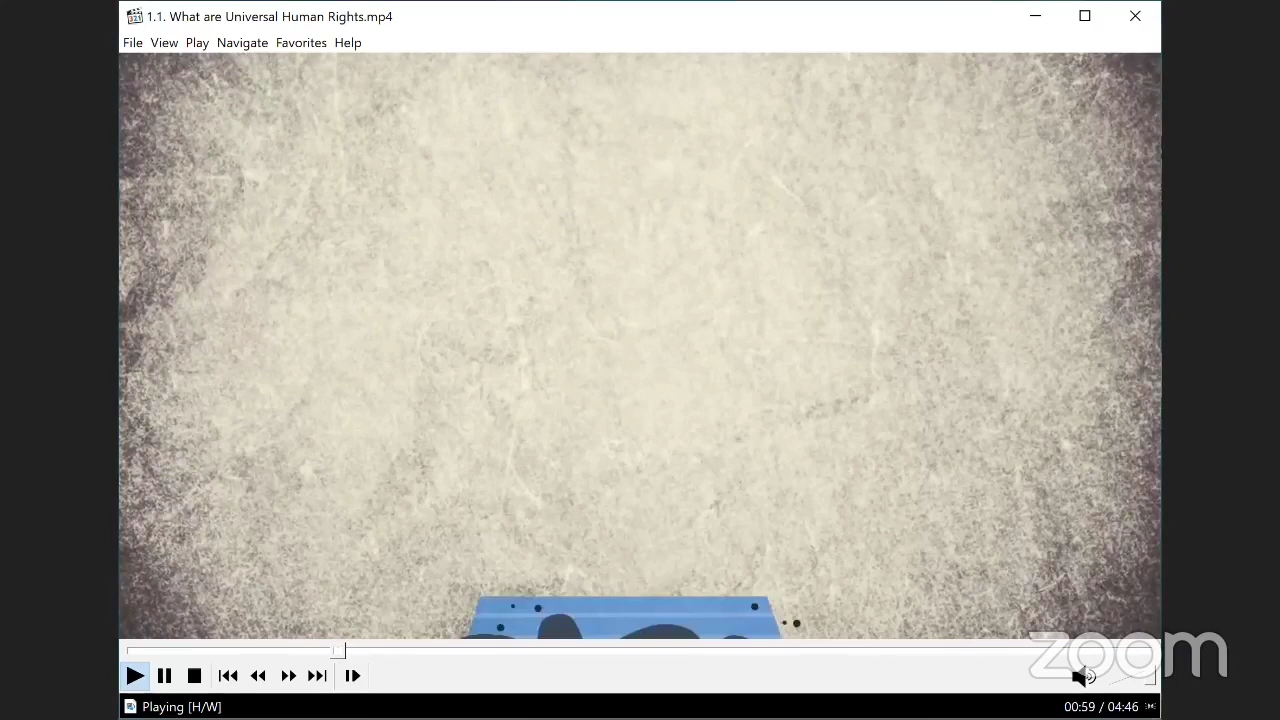 1.1. What are Universal Human Rights.mp4
File View Play Navigate Favorites Help
zoom
Playing [H/W]
00:59 / 04:46